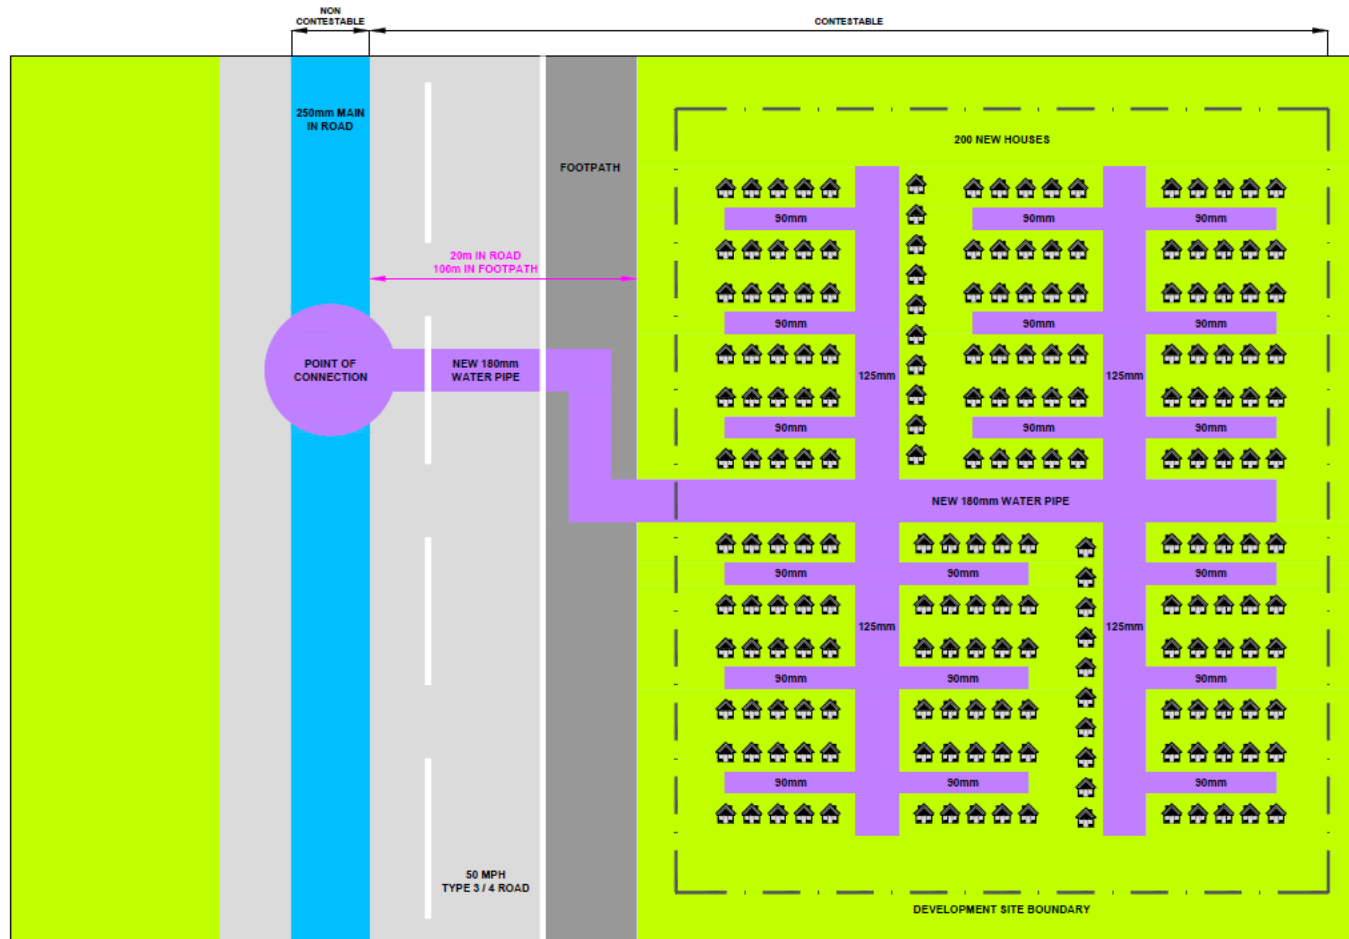 NON
CONTESTABLE
CONTESTABLE
250mm MAIN
IN ROAD
200 NEW HOUSES
FOOTPATH
90mm
90mm
90mm
20m IN ROAD
100m IN FOOTPATH
90mm
90mm
90mm
POINT OF
CONNECTION
NEW 180mm
WATER PIPE
125mm
125mm
90mm
90mm
90mm
NEW 180mm WATER PIPE
90mm
90mm
90mm
125mm
125mm
90mm
90mm
90mm
90mm
90mm
90mm
50 MPH
TYPE 3 / 4 ROAD
DEVELOPMENT SITE BOUNDARY